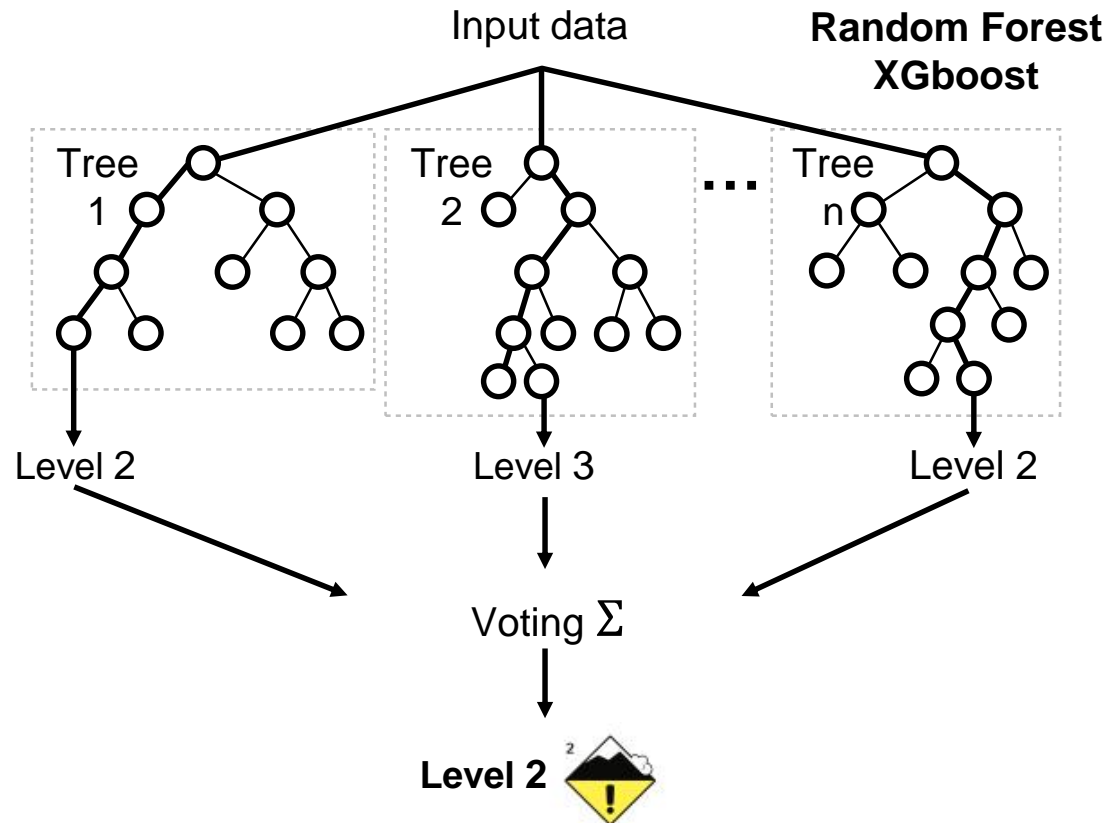 Input data
Random Forest
XGboost
Tree
1
Tree
2
...
Tree
n
Level 2
Level 3
Level 2
Voting Σ
Level 2
2
!